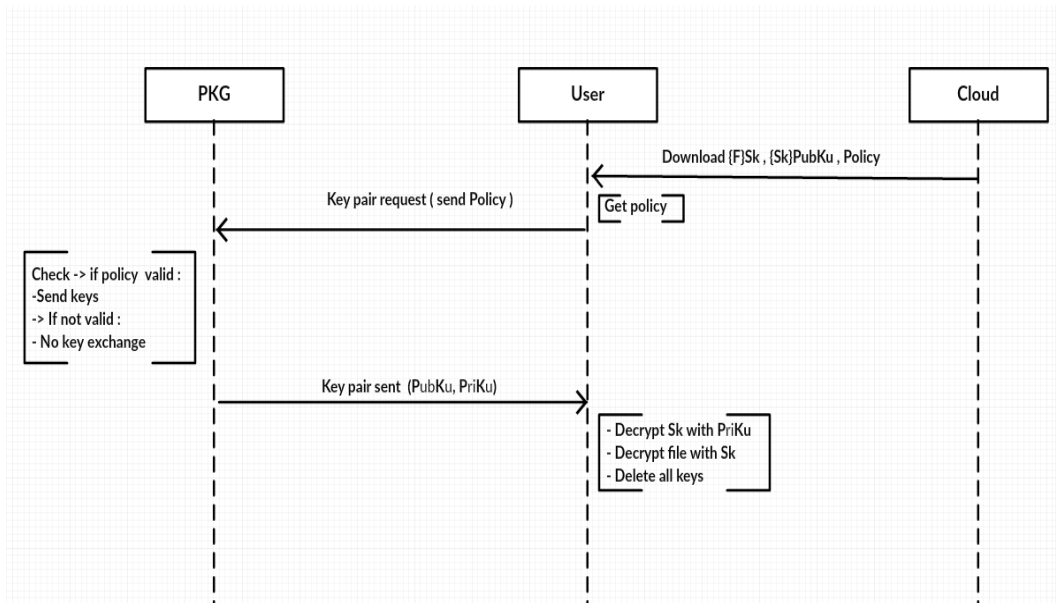 PKG
User
Cloud
Download {F}Sk , {Sk}PubKu , Policy
Key pair request ( send Policy )
Get policy
Check -> if policy valid :
-Send keys
-> If not valid :
- No key exchange
Key pair sent (PubKu, PriKu)
- Decrypt Sk with PriKu
- Decrypt file with Sk
- Delete all keys